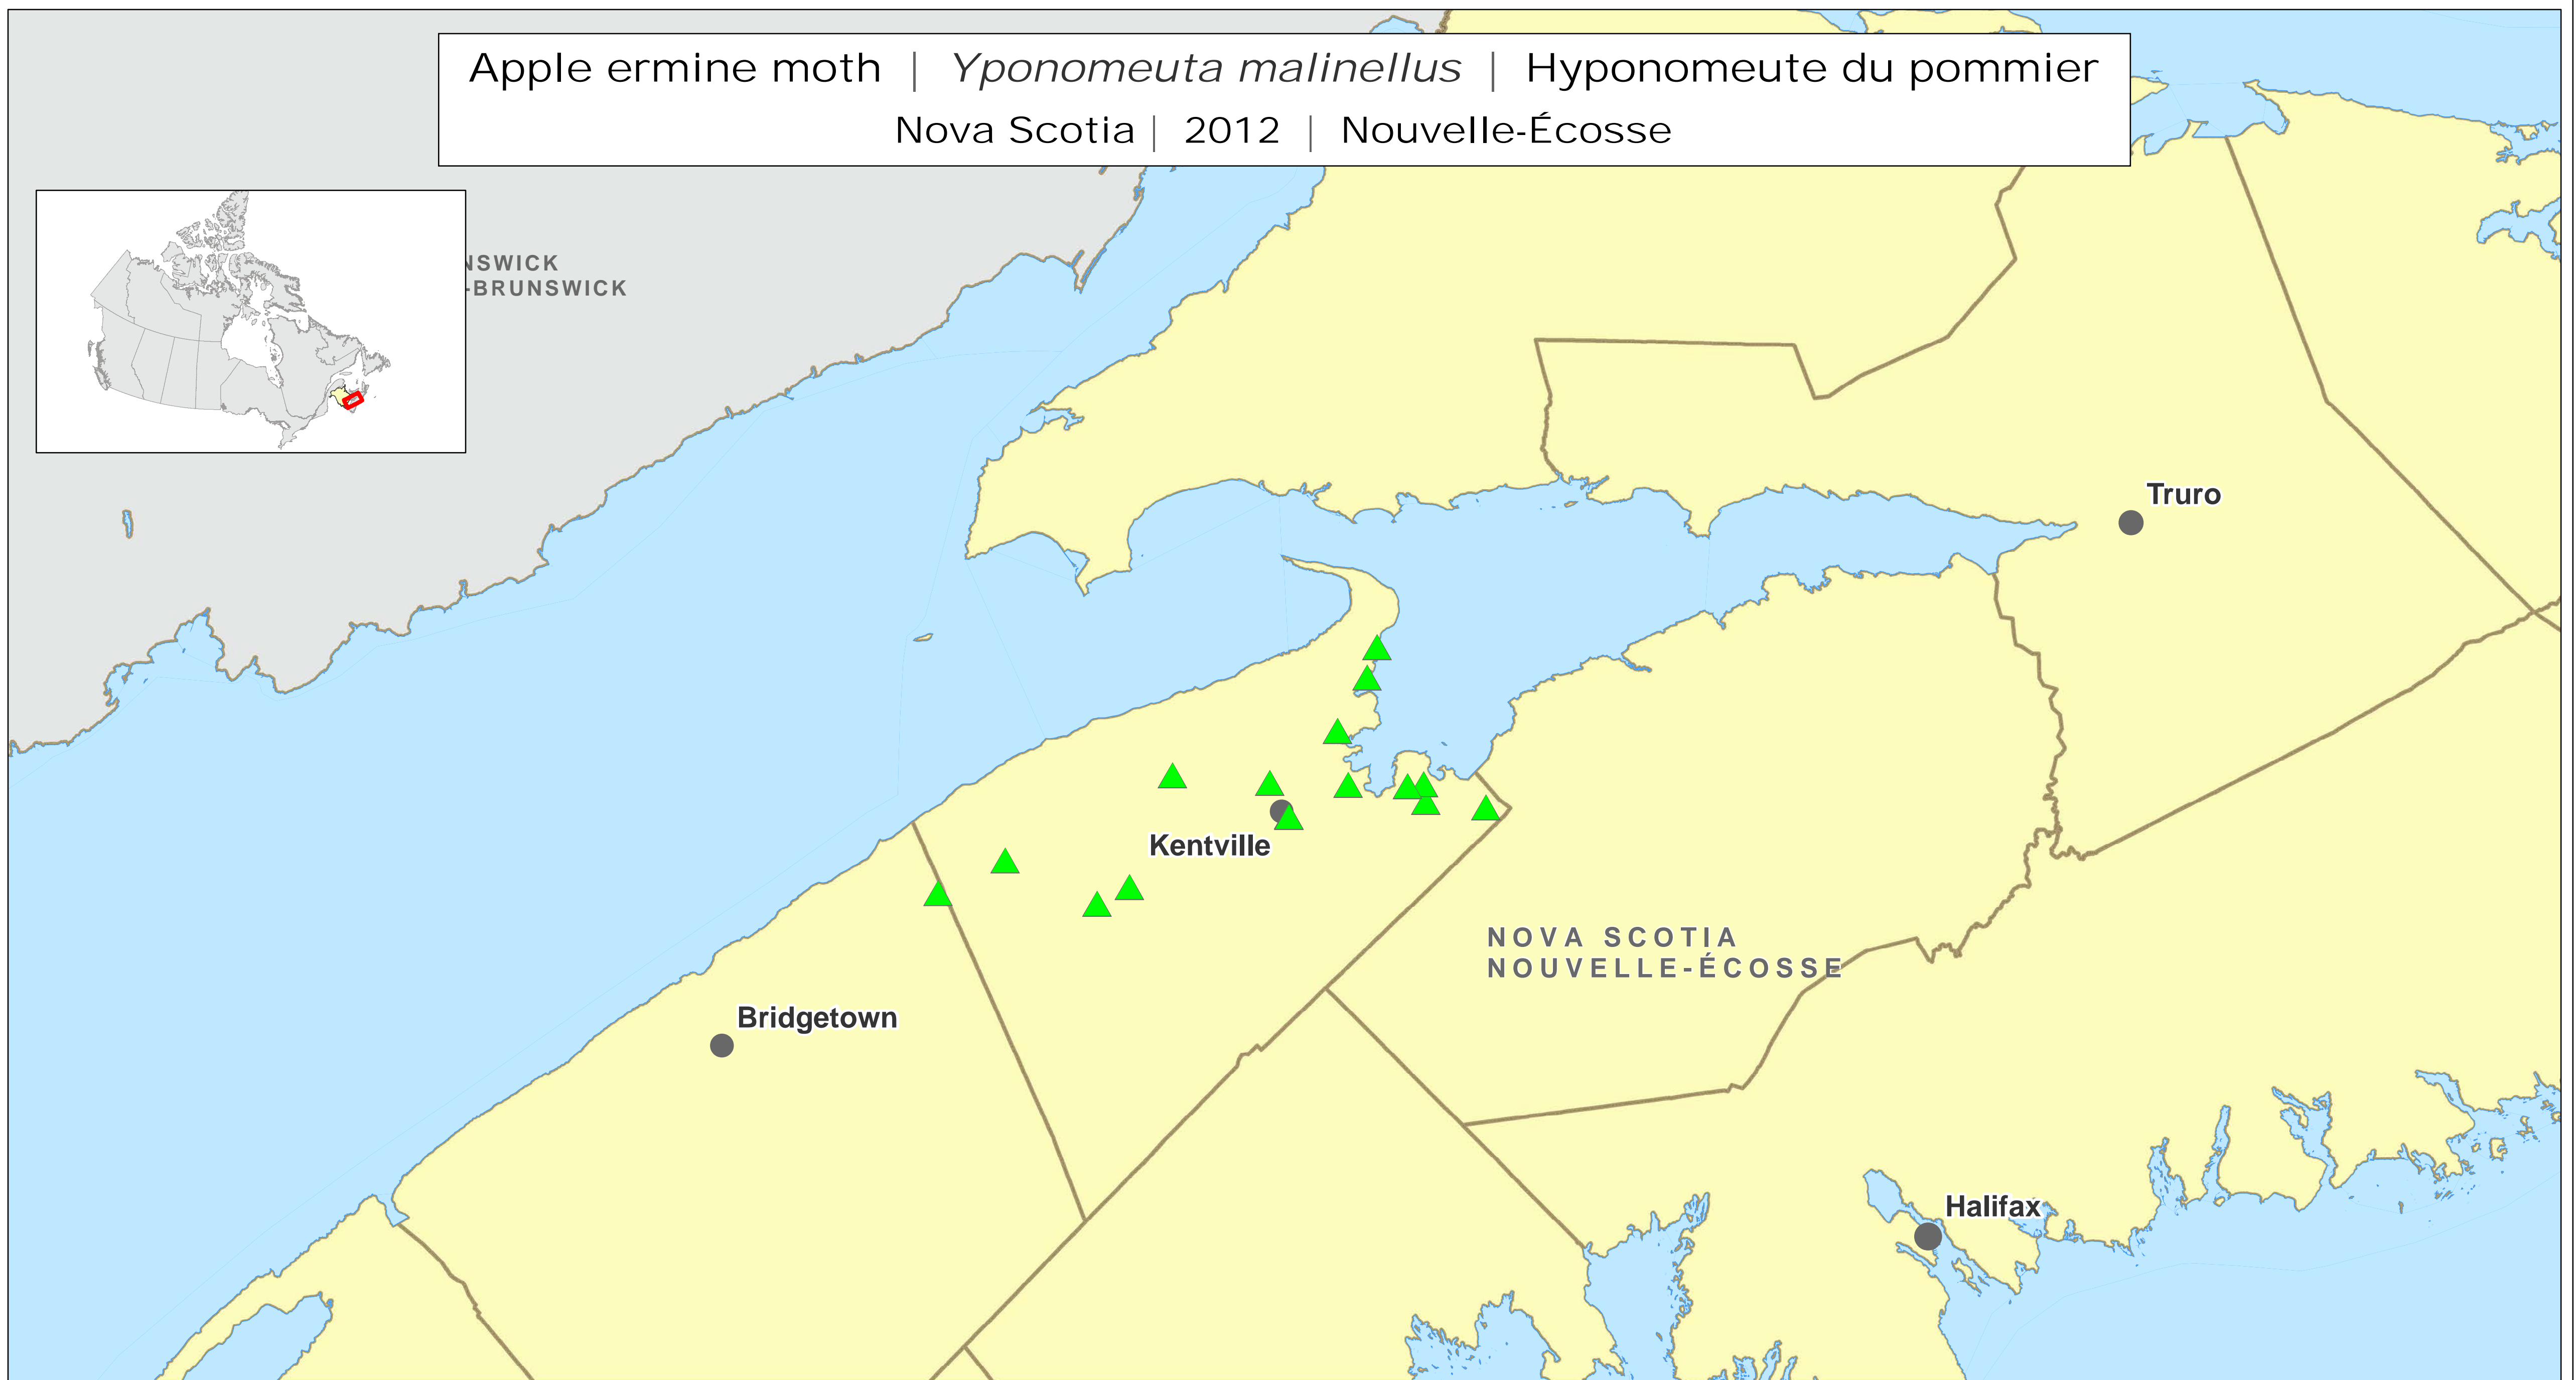 Apple ermine moth | Yponomeuta malinellus | Hyponomeute du pommier
Nova Scotia | 2012 | Nouvelle-Écosse
NSWICK
-BRUNSWICK
Truro
Kentville
NOVA SCOTIA
NOUVELLE-ÉCOSSE
Bridgetown
Halifax